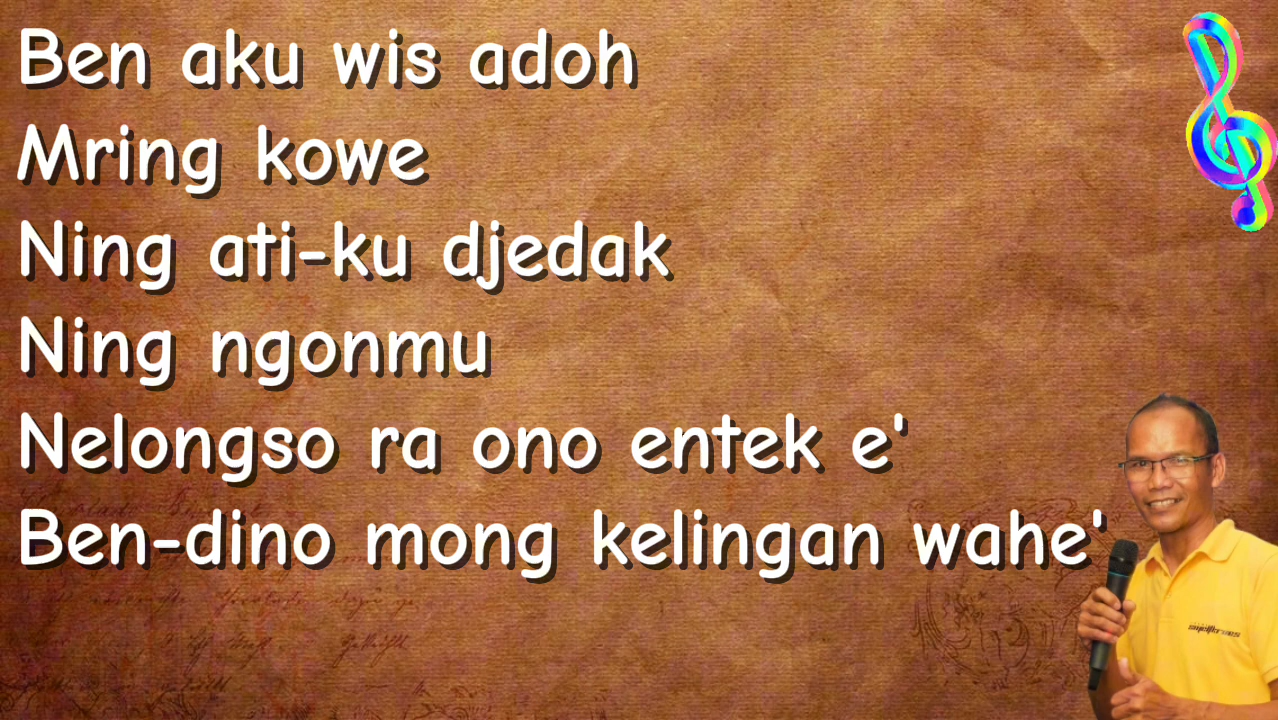 Ben aku wis adoh
Mring kowe
Ning ati-ku djedak
Ning ngonmu
Nelongso ra ono entek e'
Ben-dino mong kelingan wahe'